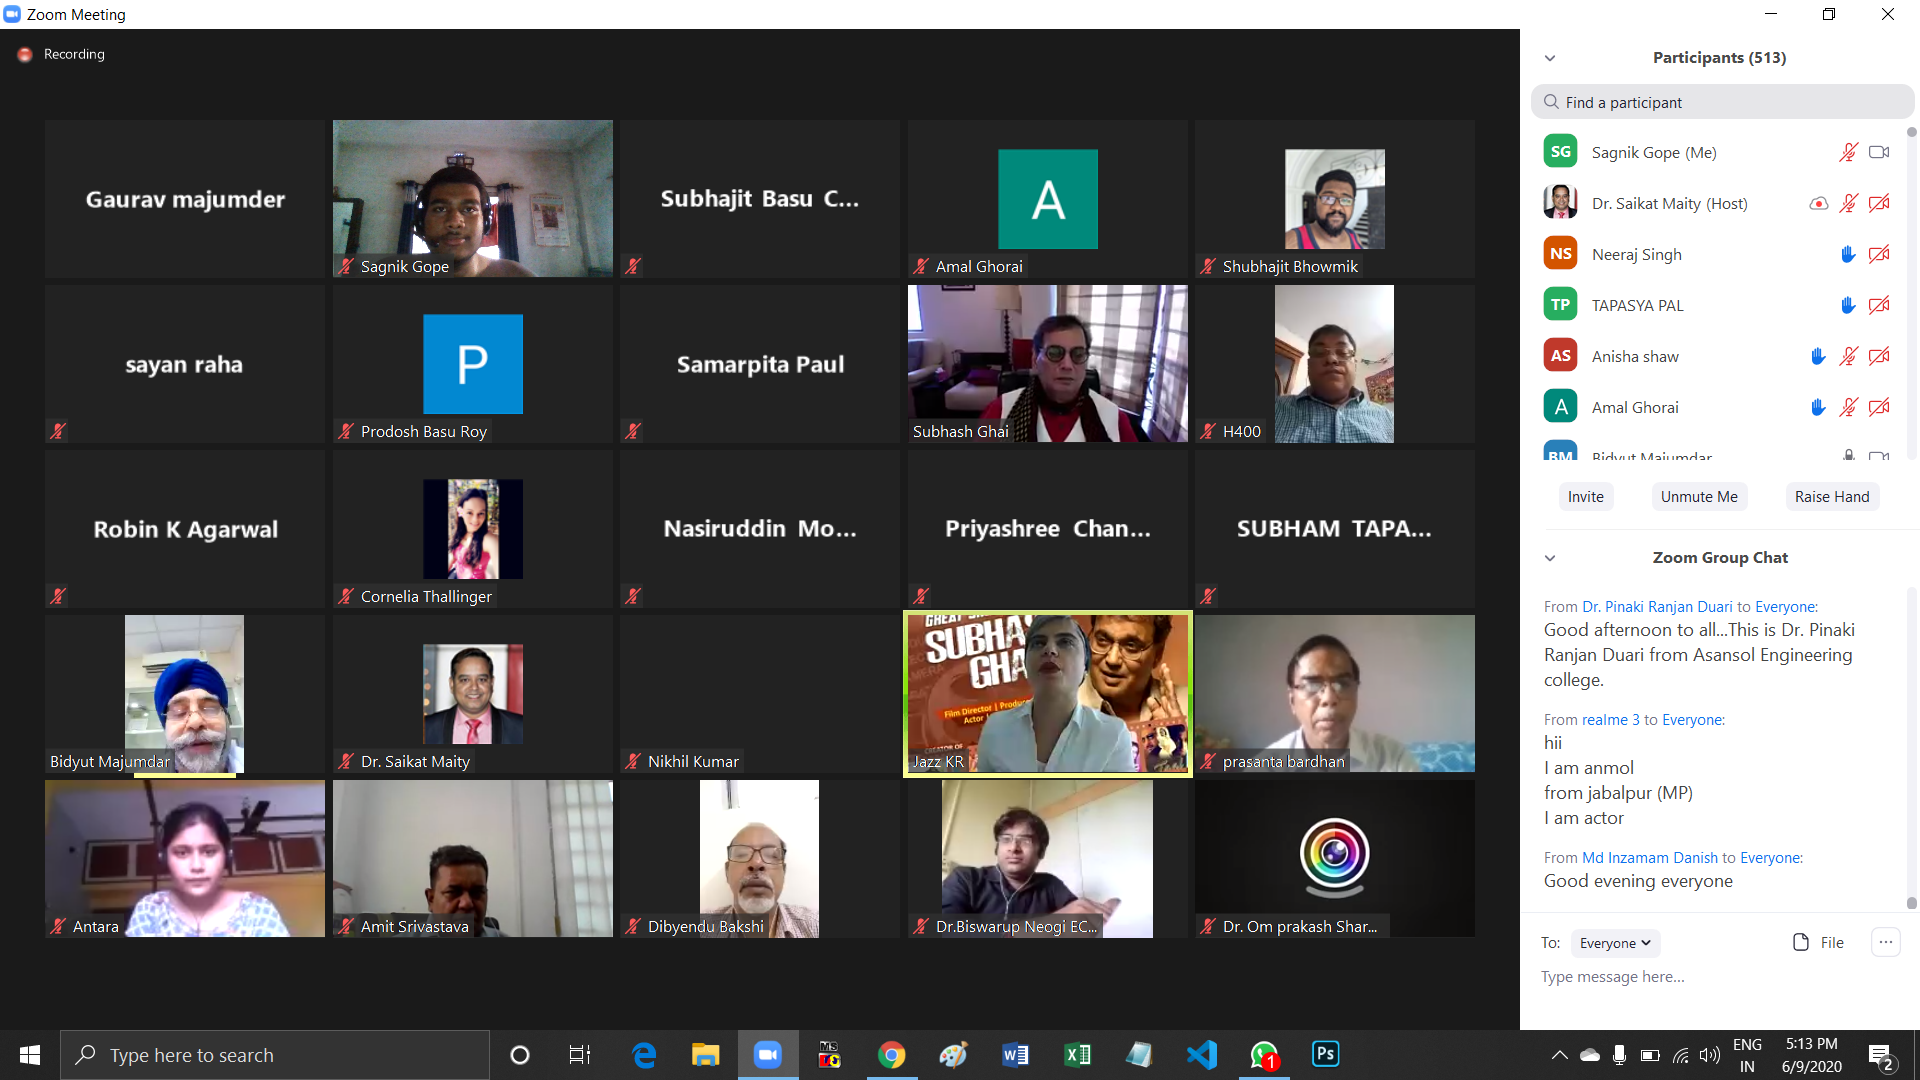 Zoom Meeting
Recording
Gaurav majumder
Sagnik Gope
Subhajit Basu C...
A
Amal Ghorai
Shubhajit Bhowmik
sayan raha
P
Prodosh Basu Roy
Samarpita Paul
Subhash Ghai
H400
Robin K Agarwal
Cornelia Thallinger
Nasiruddin Mo...
Priyashree Chan...
SUBHAM TAPA...
Bidyut Majumdar
Dr. Saikat Maity
Nikhil Kumar
SUBHA
GHA
Film Director | Produ
Actor
CREATOR OF
Jazz KR
prasanta bardhan
Antara
Amit Srivastava
Dibyendu Bakshi
Dr.Biswarup Neogi EC...
Dr. Om prakash Shar...
Participants (513)
Find a participant
SG Sagnik Gope (Me)
Dr. Saikat Maity (Host)
NS Neeraj Singh
TP TAPASYA PAL
AS Anisha shaw
A Amal Ghorai
BM Bidyut Majumdar
Invite Unmute Me Raise Hand
Zoom Group Chat
From Dr. Pinaki Ranjan Duari to Everyone:
Good afternoon to all...This is Dr. Pinaki
Ranjan Duari from Asansol Engineering
college.
From realme 3 to Everyone:
hii
I am anmol
from jabalpur (MP)
I am actor
From Md Inzamam Danish to Everyone:
Good evening everyone
To: Everyone File ...
Type message here...
Type here to search
Ps
1
ENG
IN
5:13 PM
6/9/2020
2